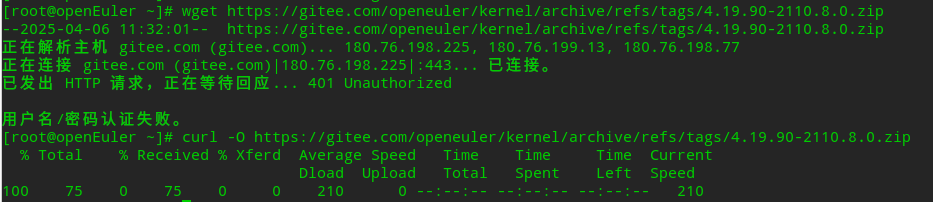 [root@openEuler ~]# wget https://gitee.com/openeuler/kernel/archive/refs/tags/4.19.90-2110.8.0.zip
--2025-04-06 11:32:01--  https://gitee.com/openeuler/kernel/archive/refs/tags/4.19.90-2110.8.0.zip
正在解析主机 gitee.com (gitee.com)... 180.76.198.225, 180.76.199.13, 180.76.198.77
正在连接 gitee.com (gitee.com)|180.76.198.225|:443... 已连接。
已发出 HTTP 请求，正在等待回应... 401 Unauthorized
用户名/密码认证失败。
[root@openEuler ~]# curl -O https://gitee.com/openeuler/kernel/archive/refs/tags/4.19.90-2110.8.0.zip
  % Total    % Received % Xferd  Average Speed   Time    Time     Time  Current
                                 Dload  Upload   Total   Spent    Left  Speed
100    75    0    75    0     0    210      0 --:--:-- --:--:-- --:--:--   210